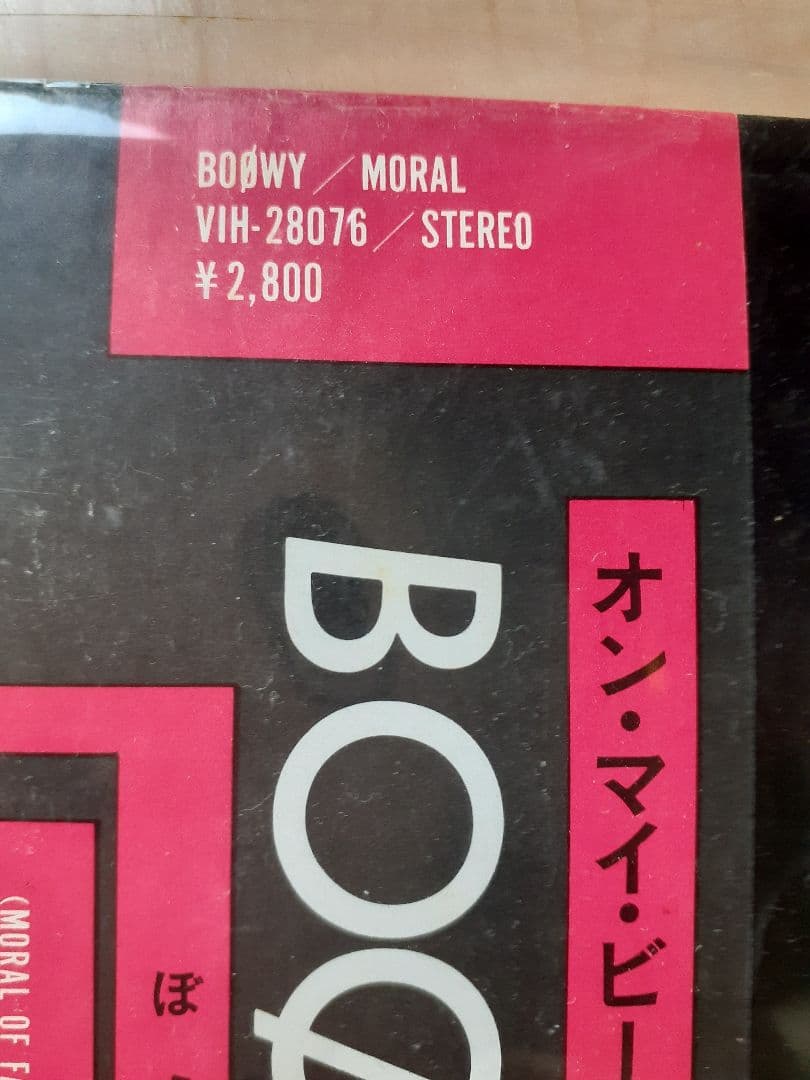 BOØWY／MORAL
VIH-28076／STEREO
¥2,800
オン・マイ・ビー
BOØ
ぼ
(MORAL OF